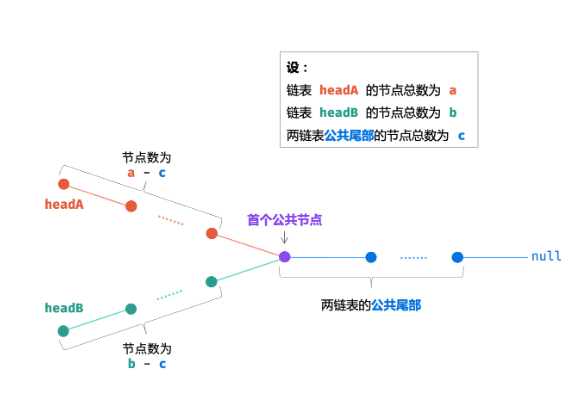 设：
链表 headA 的节点总数为 a
链表 headB 的节点总数为 b
两链表公共尾部的节点总数为 c
节点数为
a - c
headA
首个公共节点
null
headB
两链表的公共尾部
节点数为
b - c